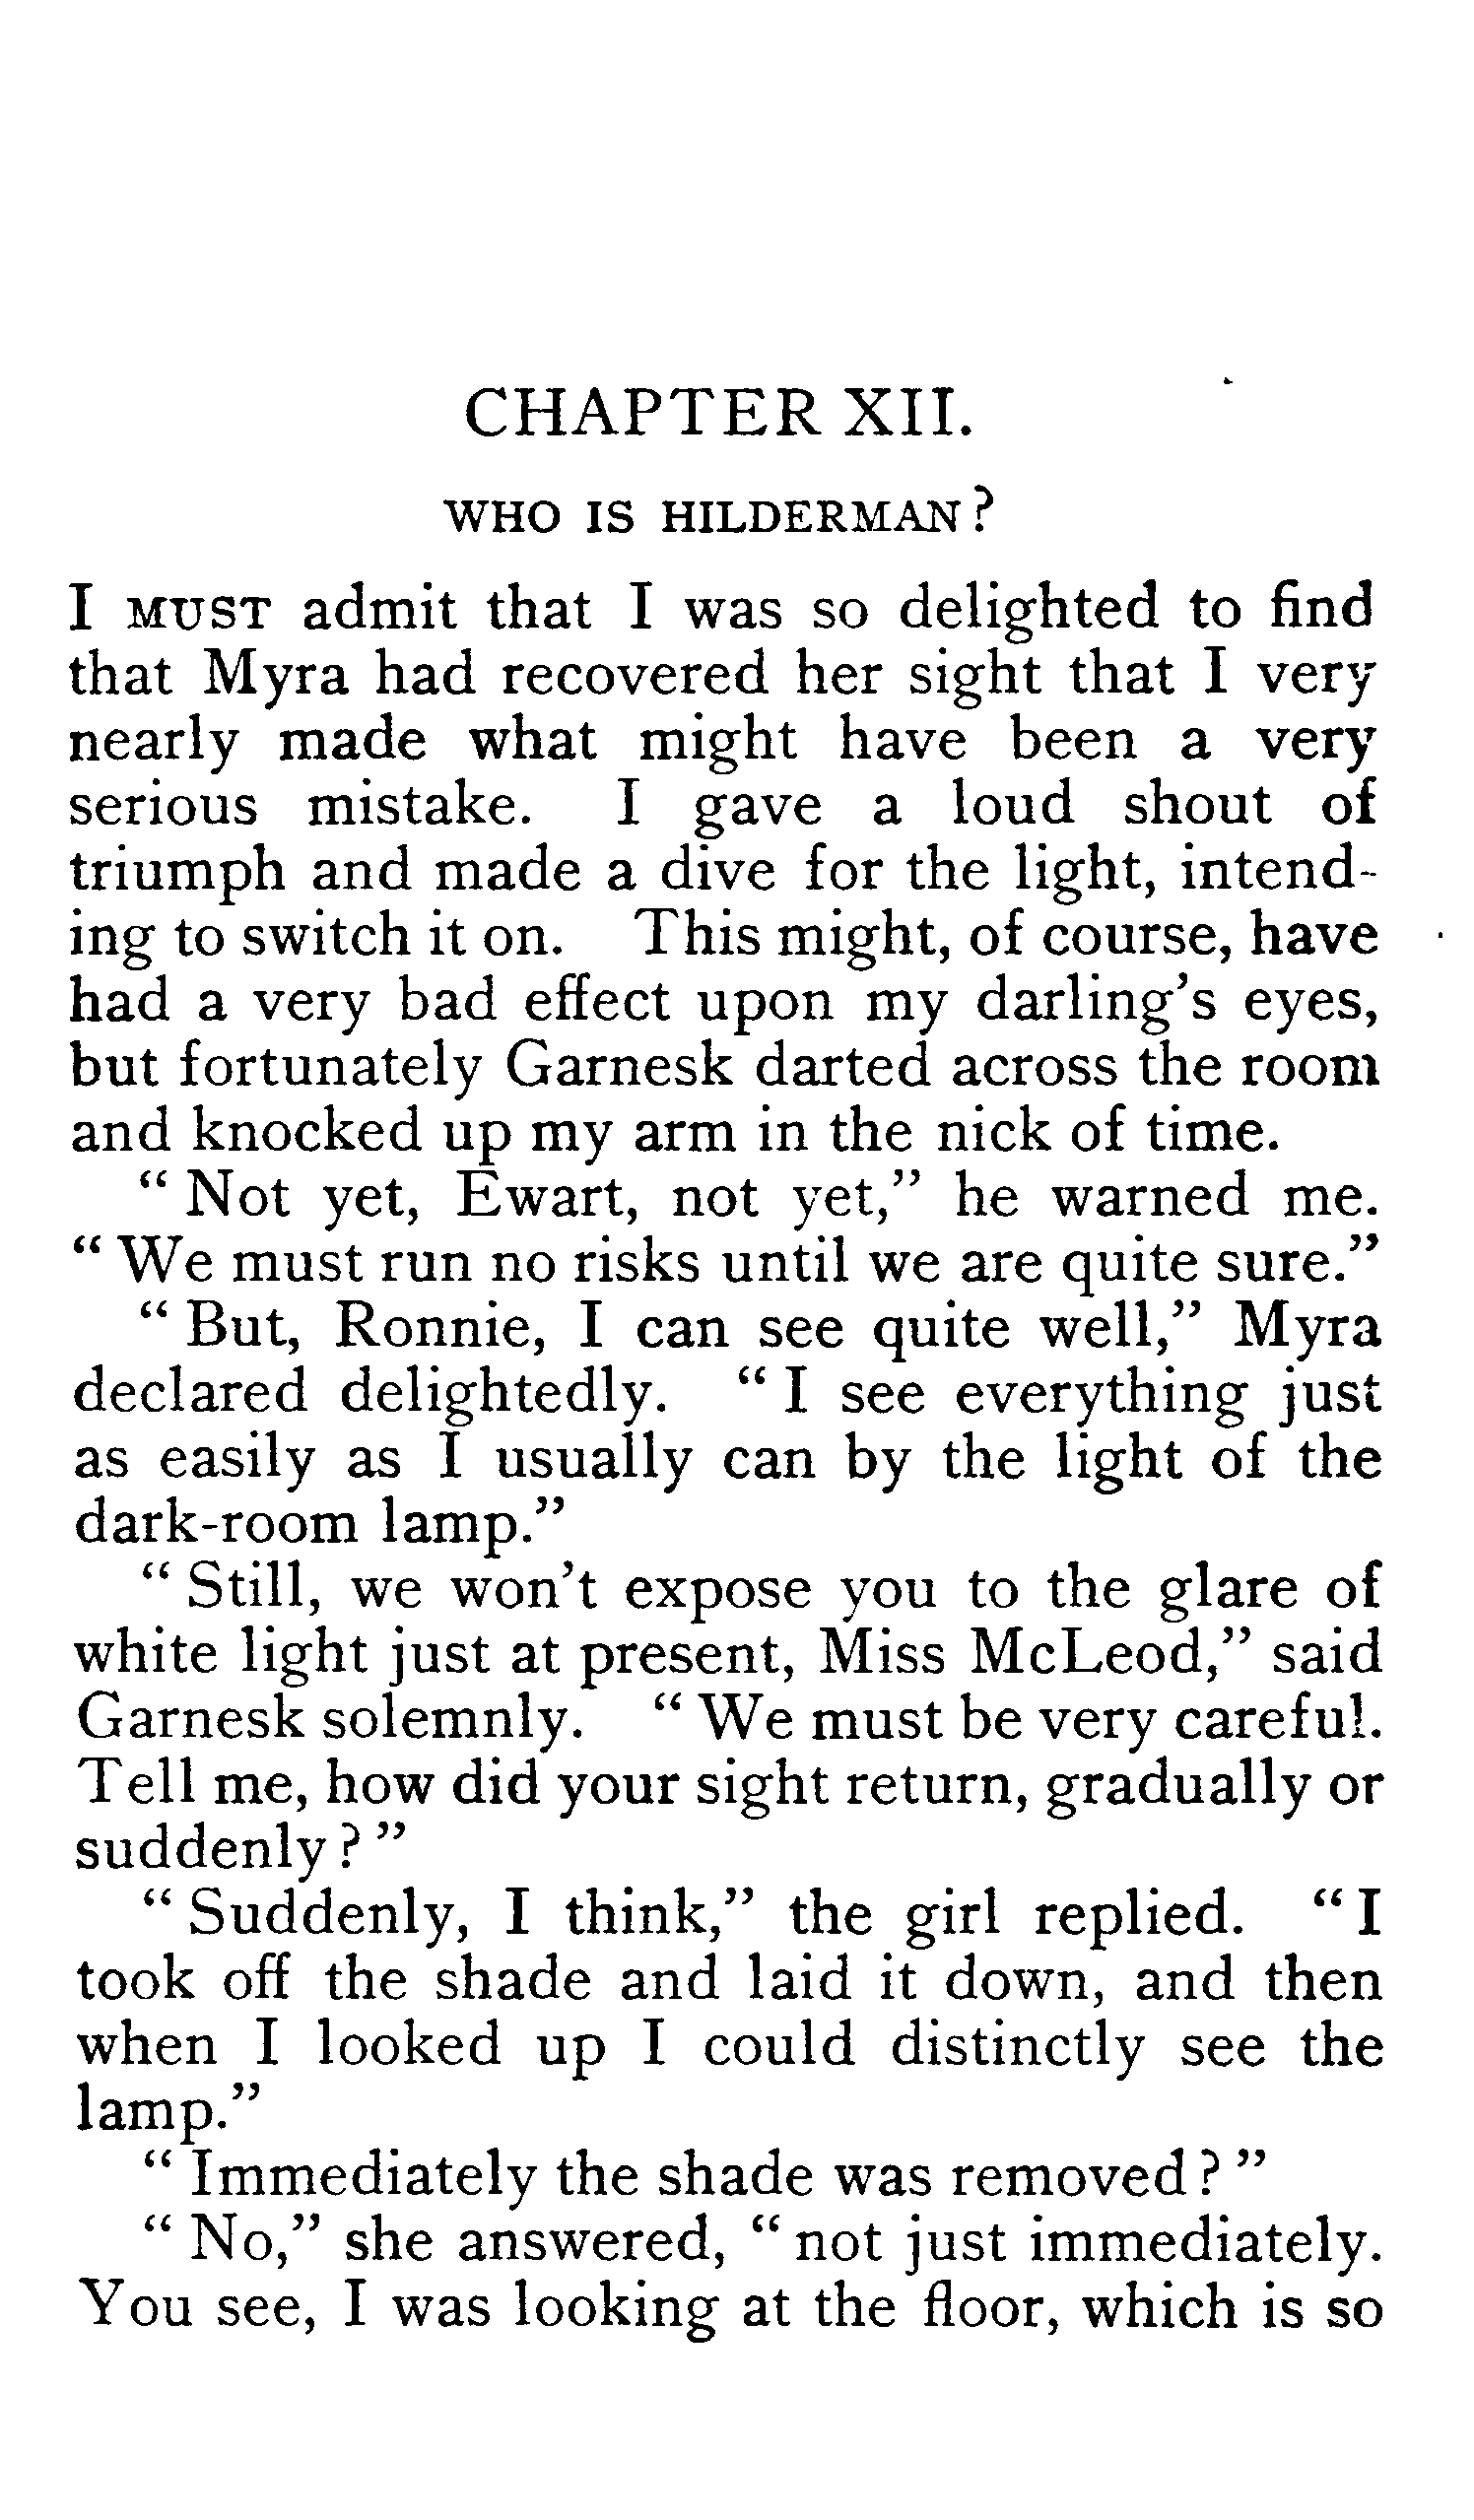 CHAPTER XII.
WHO IS HILDERMAN?
I MUST admit that I was so delighted to find
that Myra had recovered her sight that I very
nearly made what might have been a very
serious mistake. I gave a loud shout of
triumph and made a dive for the light, intend-
ing to switch it on. This might, of course, have
had a very bad effect upon my darling's eyes,
but fortunately Garnesk darted across the room
and knocked up my arm in the nick of time.
“ Not yet, Ewart, not yet,” he warned me.
“ We must run no risks until we are quite sure.”
“ But, Ronnie, I can see quite well,” Myra
declared delightedly. “ I see everything just
as easily as I usually can by the light of the
dark-room lamp.”
“ Still, we won't expose you to the glare of
white light just at present, Miss McLeod,” said
Garnesk solemnly. “ We must be very careful.
Tell me, how did your sight return, gradually or
suddenly ? ”
“ Suddenly, I think,” the girl replied. “ I
took off the shade and laid it down, and then
when I looked up I could distinctly see the
lamp.”
“ Immediately the shade was removed ? ”
“ No,” she answered, “ not just immediately.
You see, I was looking at the floor, which is so